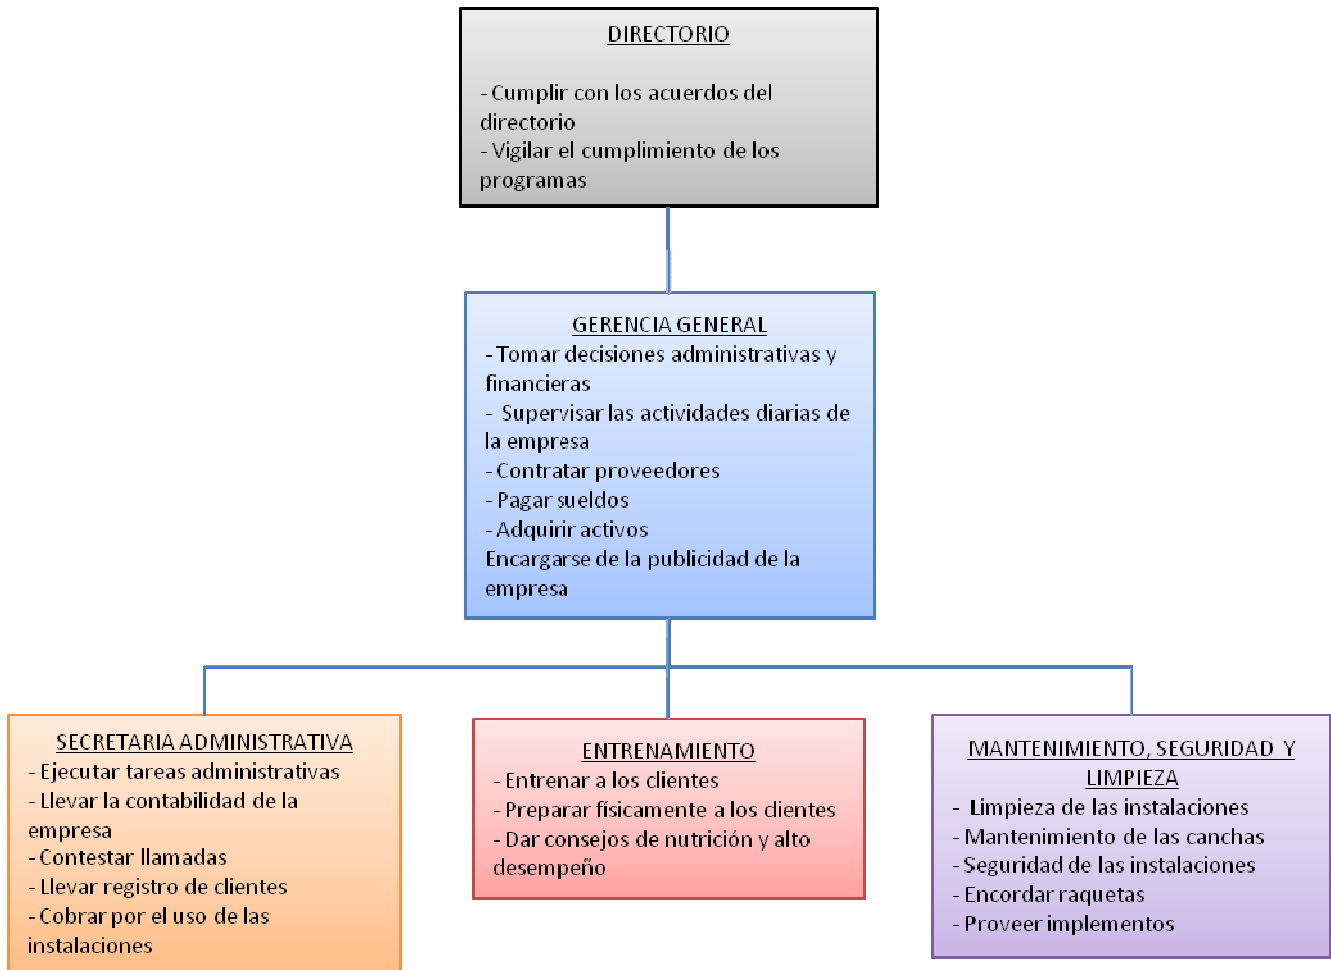 DIRECTORIO
- Cumplir con los acuerdos del
directorio
- Vigilar el cumplimiento de los
programas
GERENCIA GENERAL
- Tomar decisiones administrativas y
financieras
- Supervisar las actividades diarias de
la empresa
- Contratar proveedores
- Pagar sueldos
- Adquirir activos
Encargarse de la publicidad de la
empresa
SECRETARIA ADMINISTRATIVA
- Ejecutar tareas administrativas
- Llevar la contabilidad de la
empresa
- Contestar llamadas
- Llevar registro de clientes
- Cobrar por el uso de las
instalaciones
ENTRENAMIENTO
- Entrenar a los clientes
- Preparar físicamente a los clientes
- Dar consejos de nutrición y alto
desempeño
MANTENIMIENTO, SEGURIDAD Y
LIMPIEZA
- Limpieza de las instalaciones
- Mantenimiento de las canchas
- Seguridad de las instalaciones
- Encordar raquetas
- Proveer implementos